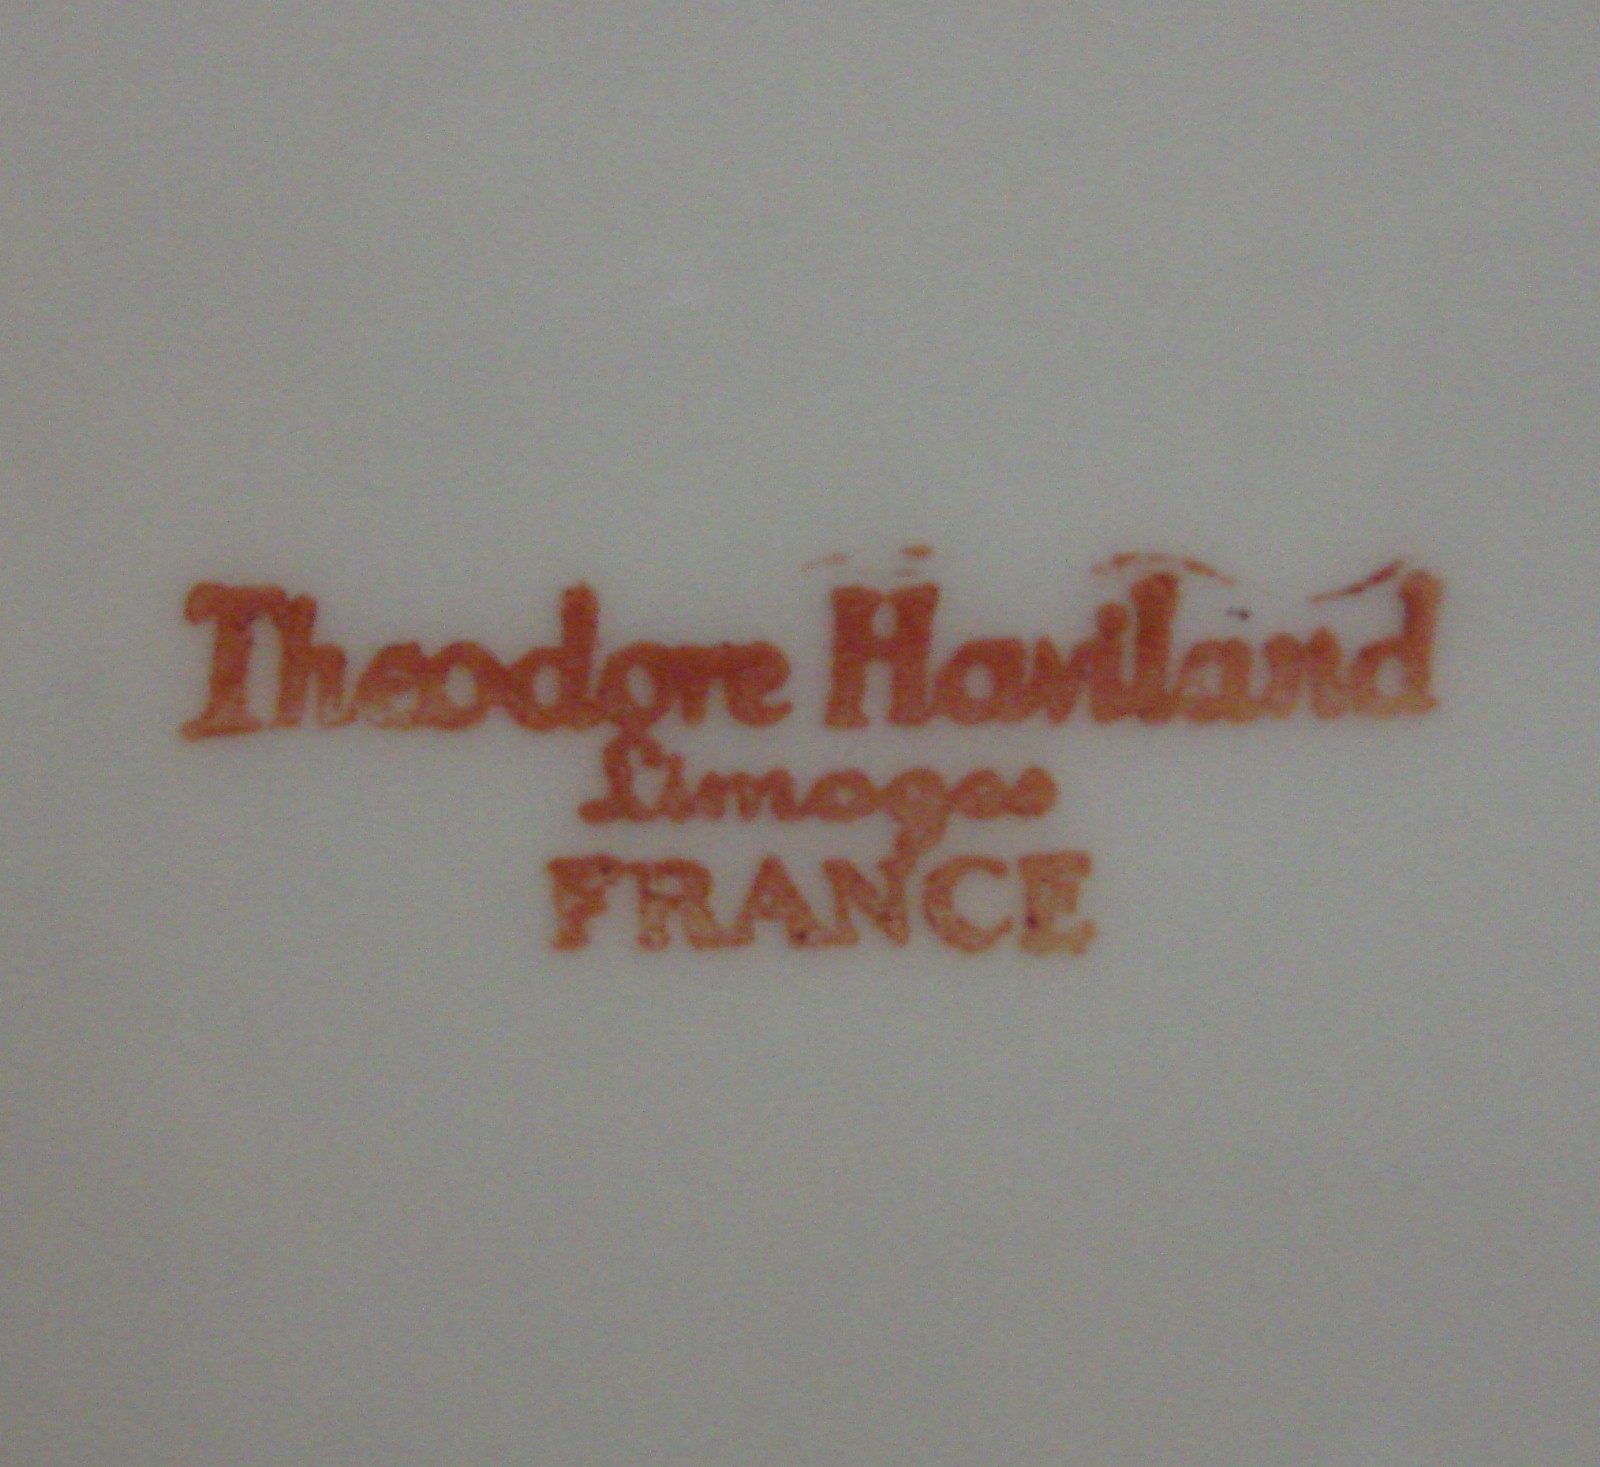 Theodore Haviland
Limoges
FRANCE